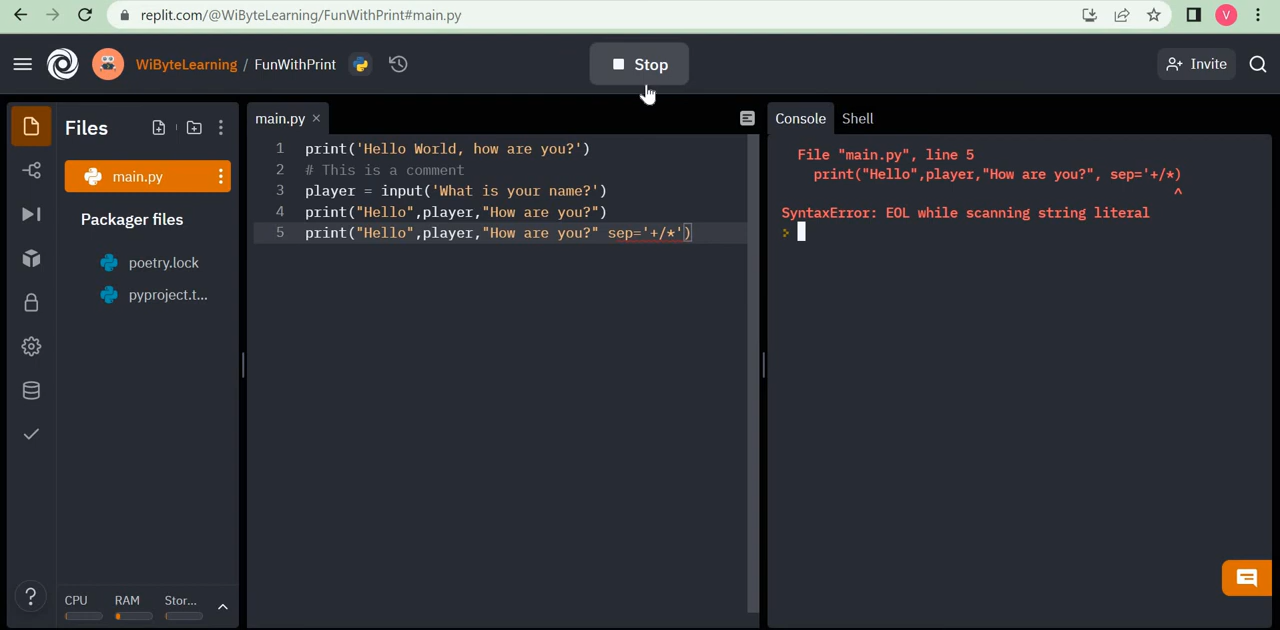 replit.com/@WiByteLearning/FunWithPrint#main.py
V
WiByteLearning / FunWithPrint
Stop
Invite
Files
main.py
Packager files
poetry.lock
pyproject.t...
CPU RAM Stor...
?
main.py ×
1 print('Hello World, how are you?')
2 # This is a comment
3 player = input('What is your name?')
4 print("Hello",player,"How are you?")
5 print("Hello",player,"How are you?" sep='+/*')
Console Shell
File "main.py", line 5
print("Hello",player,"How are you?", sep='+/*)
^
SyntaxError: EOL while scanning string literal
>